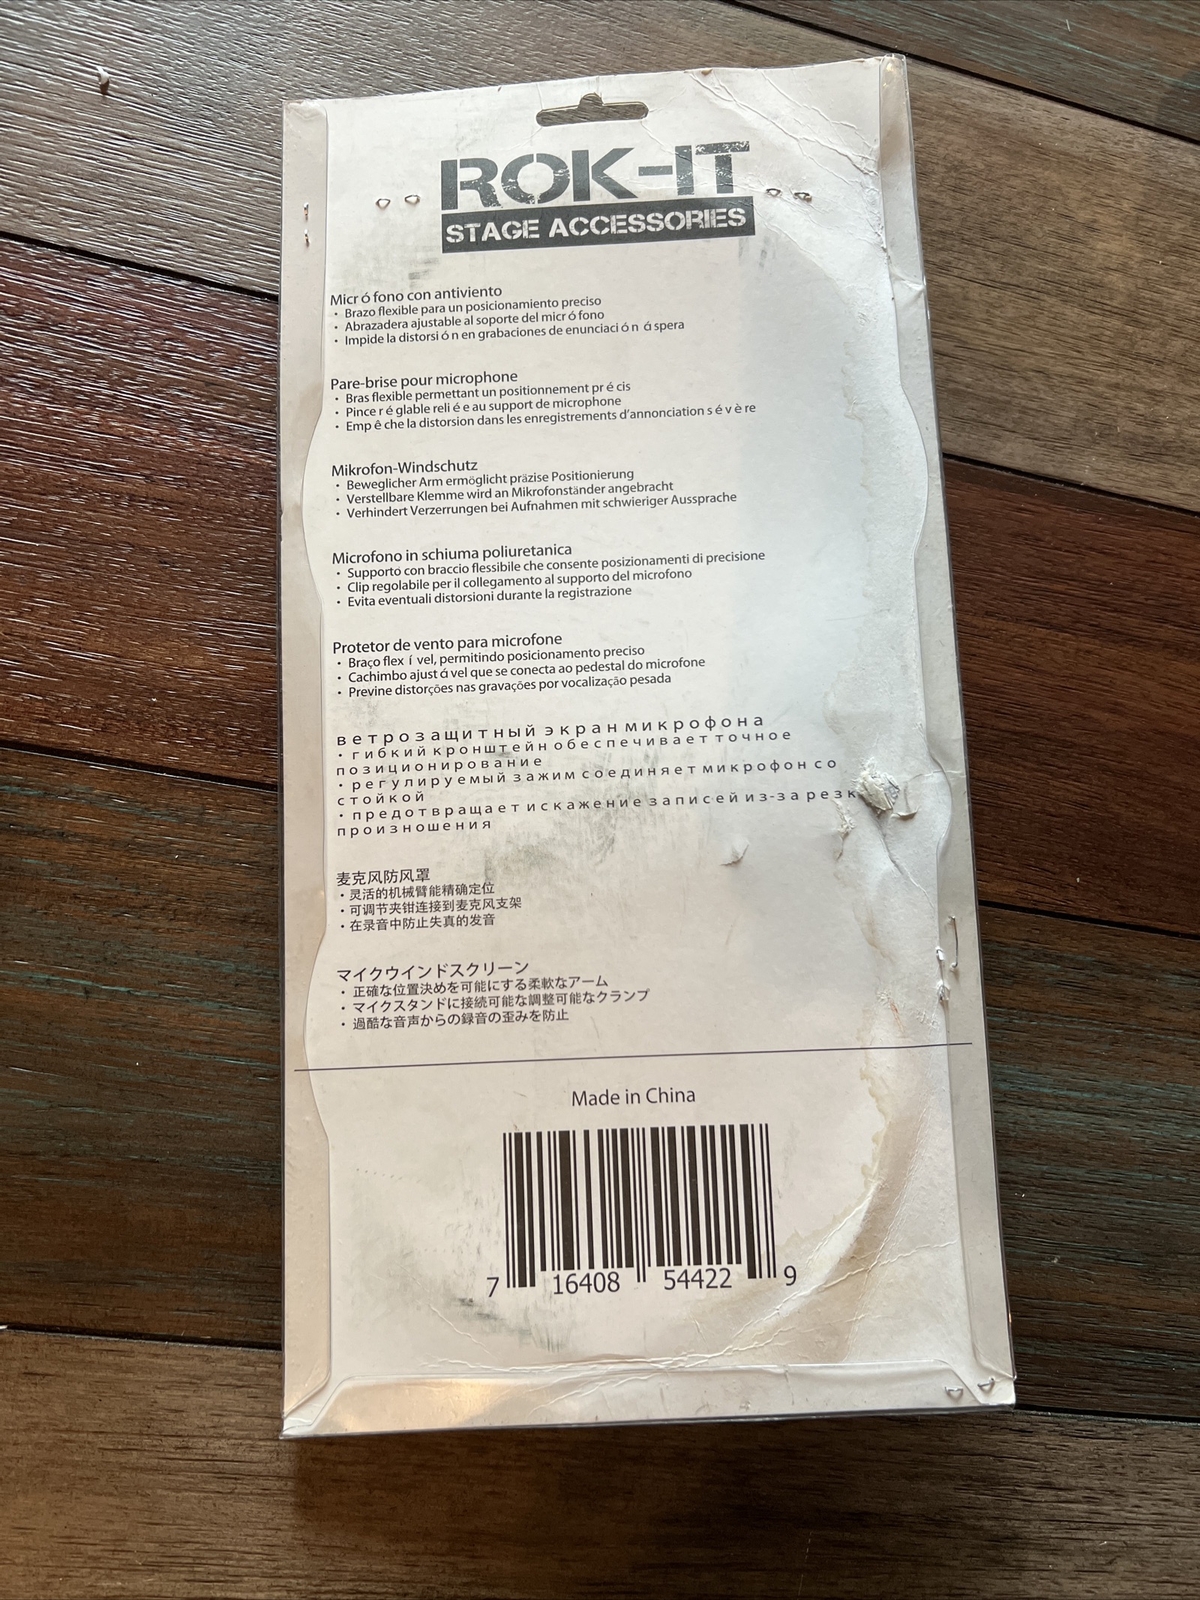 ROK-IT
STAGE ACCESSORIES
Micr ó fono con antiviento
· Brazo flexible para un posicionamiento preciso
· Abrazadera ajustable al soporte del micr ó fono
· Impide la distorsi ó n en grabaciones de enunciaci ó n á spera
Pare-brise pour microphone
· Bras flexible permettant un positionnement pr é cis
· Pince r é glable reli é e au support de microphone
· Emp ê che la distorsion dans les enregistrements d'annonciation s é v è re
Mikrofon-Windschutz
· Beweglicher Arm ermöglicht präzise Positionierung
· Verstellbare Klemme wird an Mikrofonständer angebracht
· Verhindert Verzerrungen bei Aufnahmen mit schwieriger Aussprache
Microfono in schiuma poliuretanica
· Supporto con braccio flessibile che consente posizionamenti di precisione
· Clip regolabile per il collegamento al supporto del microfono
· Evita eventuali distorsioni durante la registrazione
Protetor de vento para microfone
· Braço flex í vel, permitindo posicionamento preciso
· Cachimbo ajust á vel que se conecta ao pedestal do microfone
· Previne distorções nas gravações por vocalização pesada
ветрозащитный экран микрофона
· гибкий кронштейн обеспечивает точное
позиционирование
· регулируемый зажим соединяет микрофон со
стойкой
· предотвращает искажение записей из-за резк
произношения
麦克风防风罩
· 灵活的机械臂能精确定位
· 可调节夹钳连接到麦克风支架
· 在录音中防止失真的发音
マイクウインドスクリーン
· 正確な位置決めを可能にする柔軟なアーム
· マイクスタンドに接続可能な調整可能なクランプ
· 過酷な音声からの録音の歪みを防止
Made in China
7 16408 54422 9